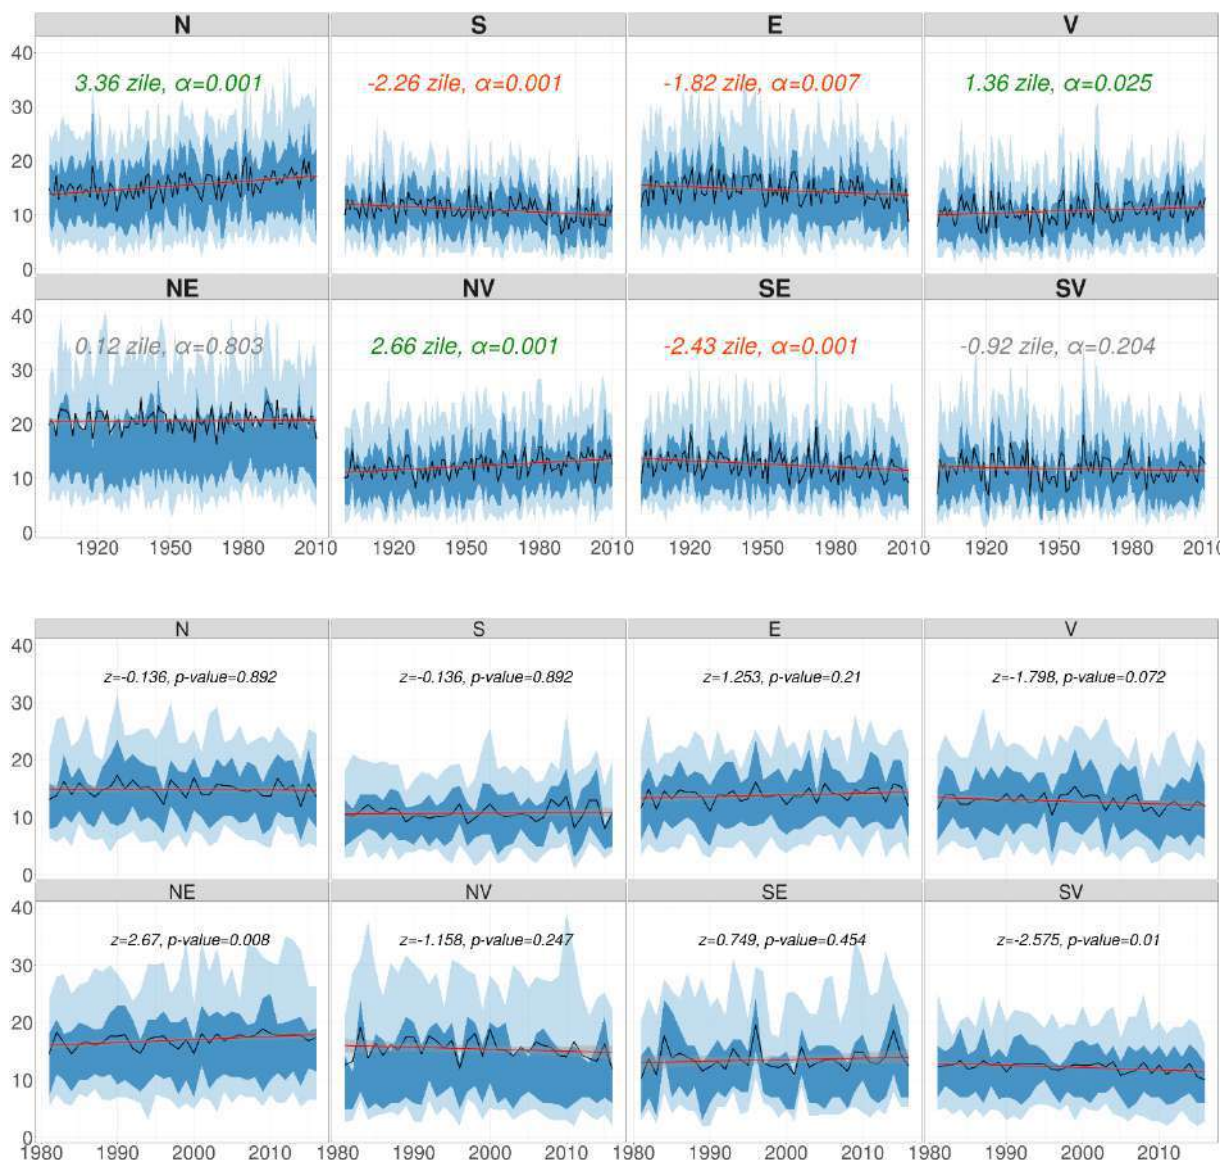 N S E V
40
3.36 zile, α=0.001 -2.26 zile, α=0.001 -1.82 zile, α=0.007 1.36 zile, α=0.025
30
20
10
0
NE NV SE SV
40
0.12 zile, α=0.803 2.66 zile, α=0.001 -2.43 zile, α=0.001 -0.92 zile, α=0.204
30
20
10
0
1920 1950 1980 2010 1920 1950 1980 2010 1920 1950 1980 2010 1920 1950 1980 2010
N S E V
40
z=-0.136, p-value=0.892 z=-0.136, p-value=0.892 z=1.253, p-value=0.21 z=-1.798, p-value=0.072
30
20
10
0
NE NV SE SV
40
z=2.67, p-value=0.008 z=-1.158, p-value=0.247 z=0.749, p-value=0.454 z=-2.575, p-value=0.01
30
20
10
0
1980 1990 2000 2010 1980 1990 2000 2010 1980 1990 2000 2010 1980 1990 2000 2010